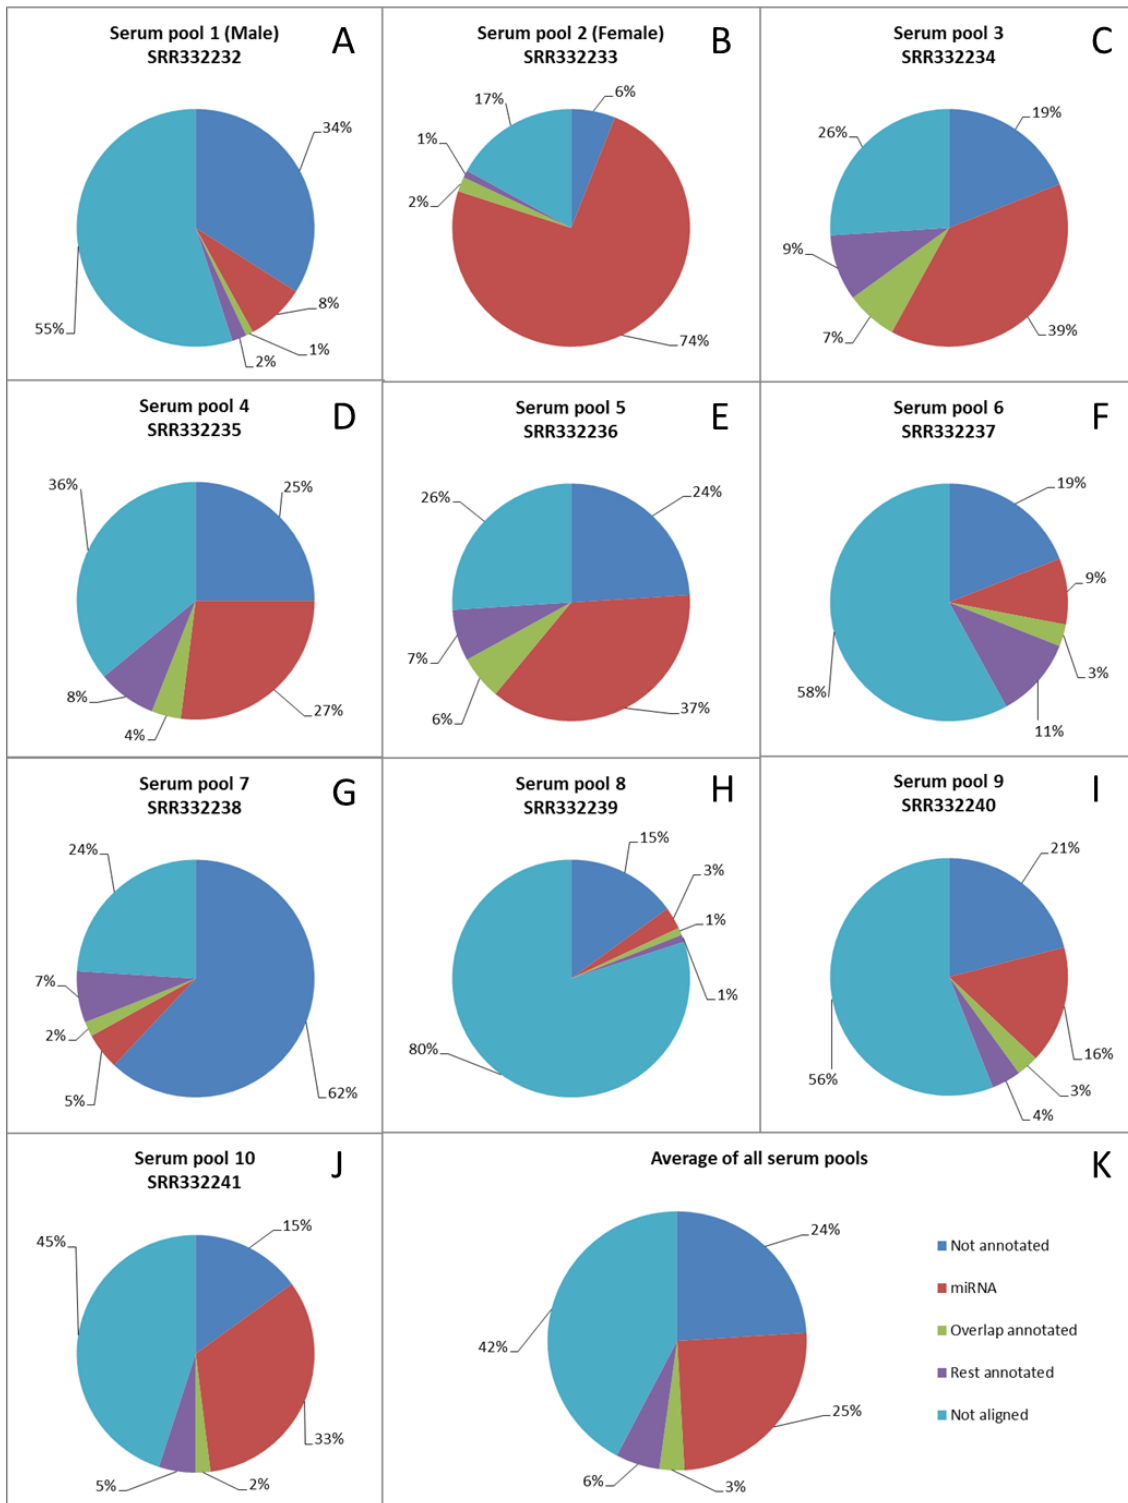 Serum pool 1 (Male)
SRR332232
A
34%
8%
1%
2%
55%
Serum pool 2 (Female)
SRR332233
B
6%
74%
2%
1%
17%
Serum pool 3
SRR332234
C
19%
39%
7%
9%
26%
Serum pool 4
SRR332235
D
25%
27%
4%
8%
36%
Serum pool 5
SRR332236
E
24%
37%
6%
7%
26%
Serum pool 6
SRR332237
F
19%
9%
3%
11%
58%
Serum pool 7
SRR332238
G
62%
5%
2%
7%
24%
Serum pool 8
SRR332239
H
15%
3%
1%
1%
80%
Serum pool 9
SRR332240
I
21%
16%
3%
4%
56%
Serum pool 10
SRR332241
J
15%
33%
2%
5%
45%
Average of all serum pools
K
24%
25%
3%
6%
42%
Not annotated
miRNA
Overlap annotated
Rest annotated
Not aligned